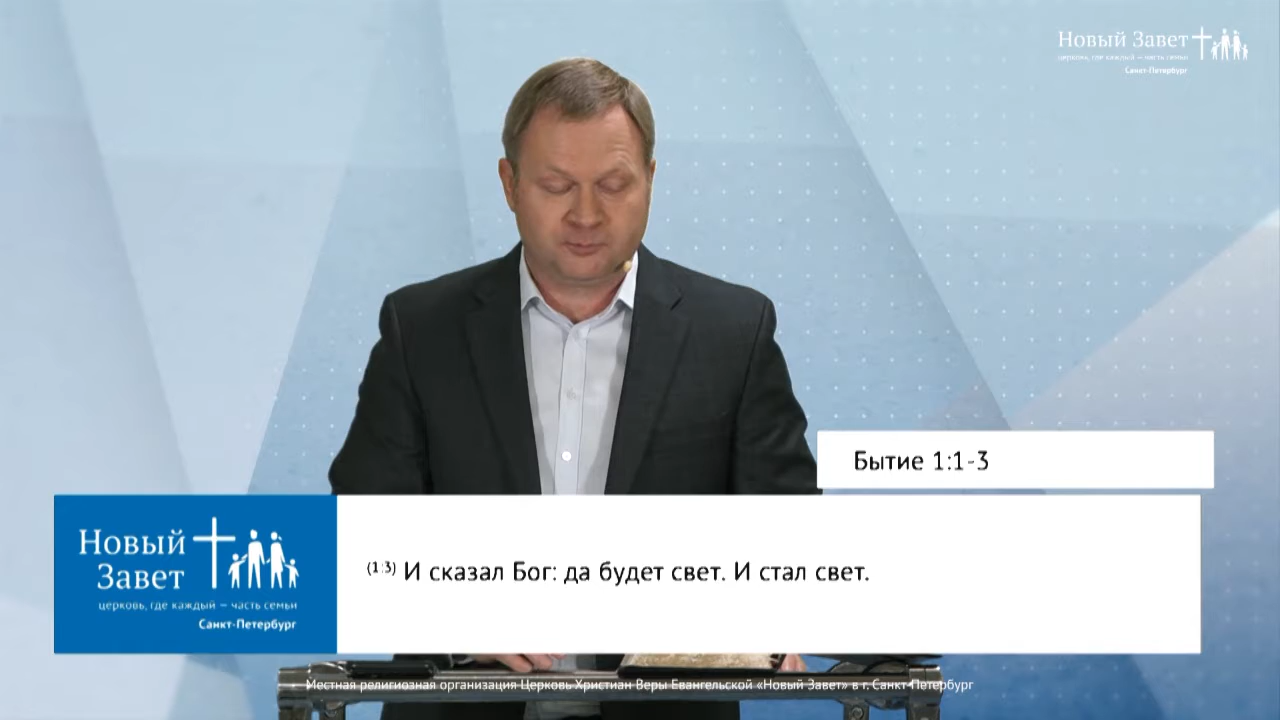 Новый Завет
церковь, где каждый — часть семьи
Санкт-Петербург
Бытие 1:1-3
(1:3) И сказал Бог: да будет свет. И стал свет.
Новый
Завет
церковь, где каждый — часть семьи
Санкт-Петербург
Местная религиозная организация Церковь Христиан Веры Евангельской «Новый Завет» в г. Санкт-Петербург